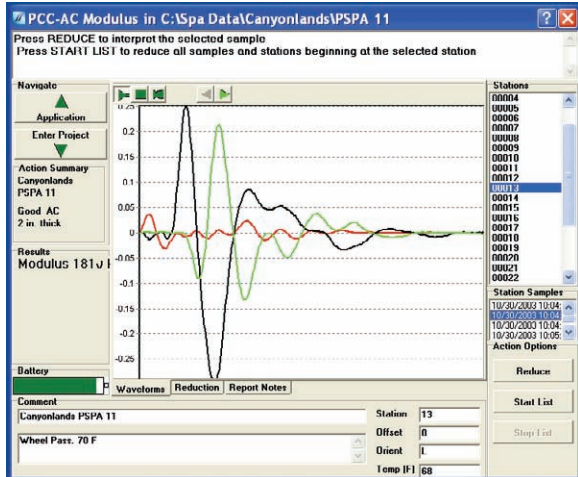 PCC-AC Modulus in C:\Spa Data\Canyonlands\PSPA 11
Press REDUCE to interpret the selected sample
Press START LIST to reduce all samples and stations beginning at the selected station
Navigate
Application
Enter Project
Action Summary
Canyonlands
PSPA 11
Good AC
2 in. thick
Results
Modulus
Battery
0.25
0.2
0.15
0.1
0.05
0
-0.05
-0.1
-0.15
-0.2
-0.25
Waveforms
Reduction
Report Notes
Stations
00004
00005
00006
00007
00008
00009
00010
00011
00012
00013
00014
00015
00016
00017
00018
00019
00020
00021
00022
Station Samples
10/30/2003 10:04:
10/30/2003 10:04
10/30/2003 10:04:
10/30/2003 10:05:
Action Options
Reduce
Start List
Stop List
Comment
Canyonlands PSPA 11
Wheel Pass. 70 F
Station 13
Offset 0
Orient L
Temp (F) 68